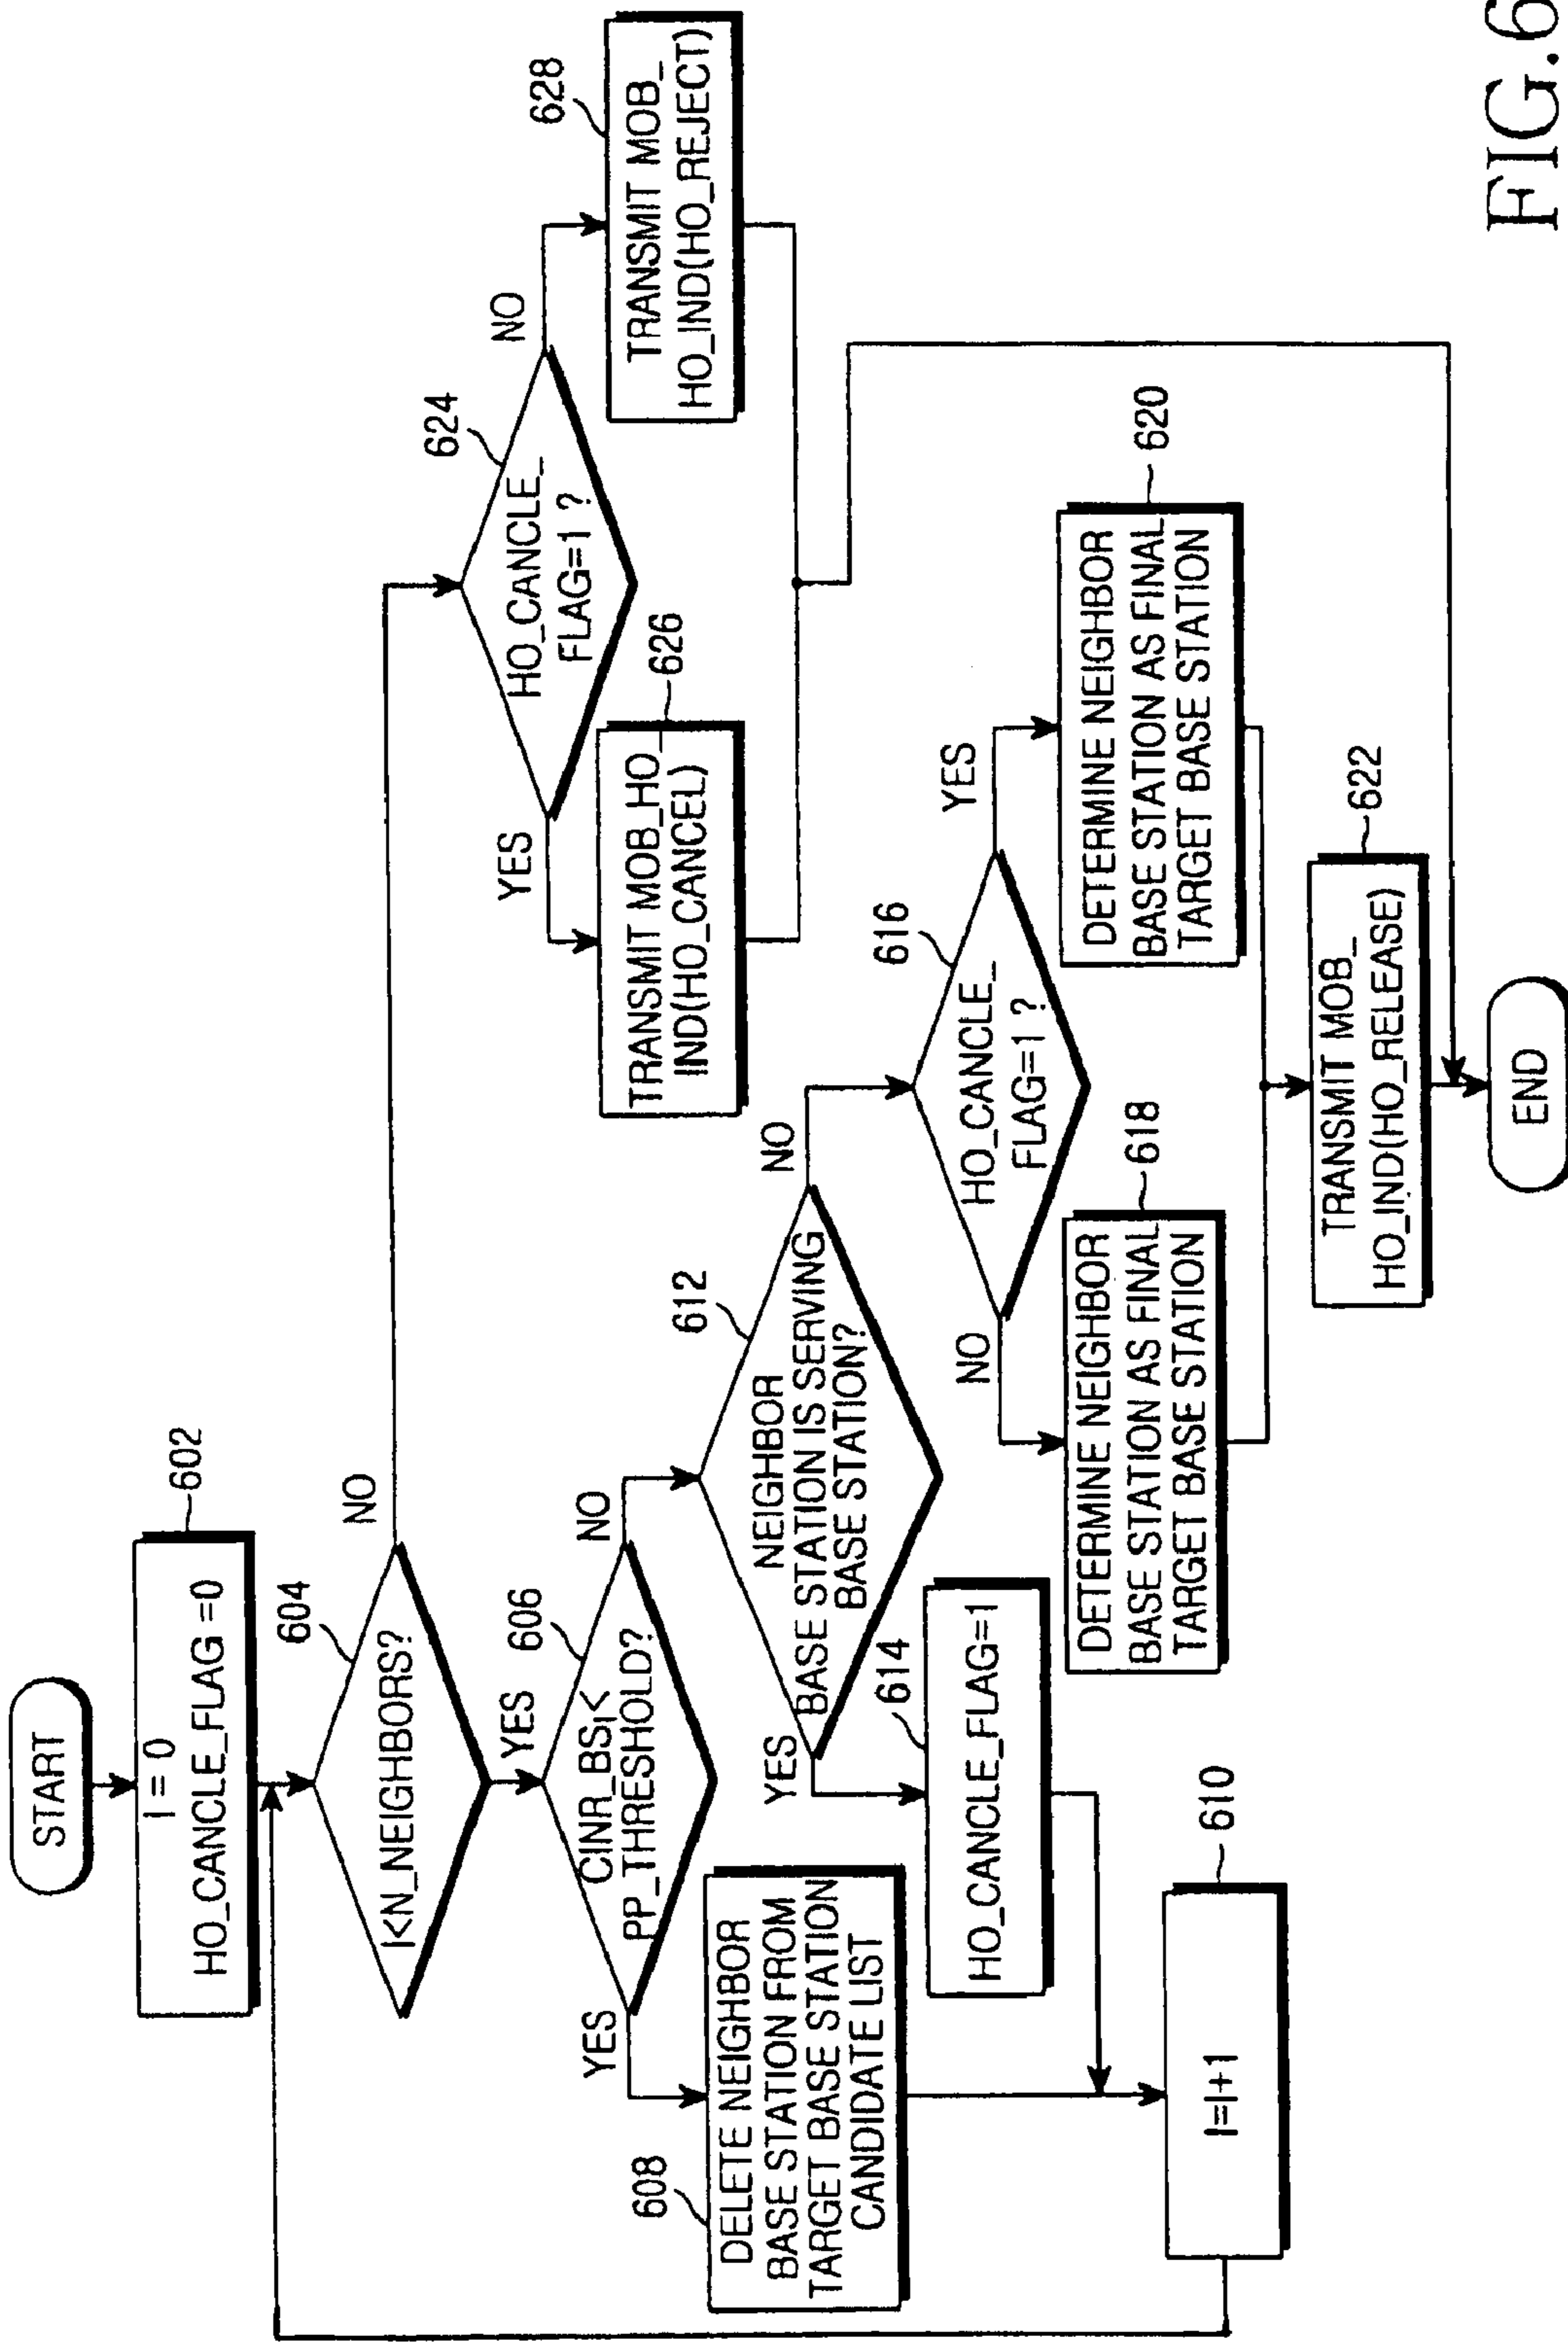 START
I = 0
HO_CANCLE_FLAG =0
602
I<N_NEIGHBORS?
604
NO
YES
CINR_BSI<
PP_THRESHOLD?
606
YES
NO
DELETE NEIGHBOR
BASE STATION FROM
TARGET BASE STATION
CANDIDATE LIST
608
NEIGHBOR
BASE STATION IS SERVING
BASE STATION?
612
YES
NO
HO_CANCLE_FLAG=1
614
I=I+1
610
HO_CANCLE_
FLAG=1 ?
616
NO
YES
DETERMINE NEIGHBOR
BASE STATION AS FINAL
TARGET BASE STATION
618
DETERMINE NEIGHBOR
BASE STATION AS FINAL
TARGET BASE STATION
620
TRANSMIT MOB_
HO_IND(HO_RELEASE)
622
HO_CANCLE_
FLAG=1 ?
624
YES
NO
TRANSMIT MOB_HO_
IND(HO_CANCEL)
626
TRANSMIT MOB_
HO_IND(HO_REJECT)
628
END
FIG.6